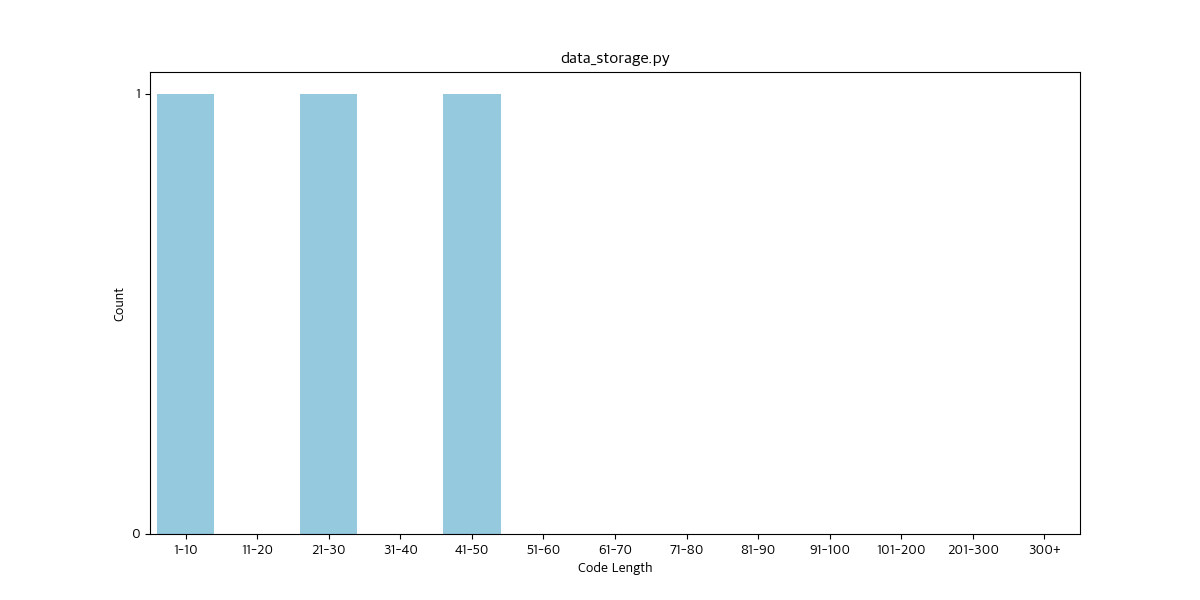 data_storage.py
1
Count
0
1-10 11-20 21-30 31-40 41-50 51-60 61-70 71-80 81-90 91-100 101-200 201-300 300+
Code Length